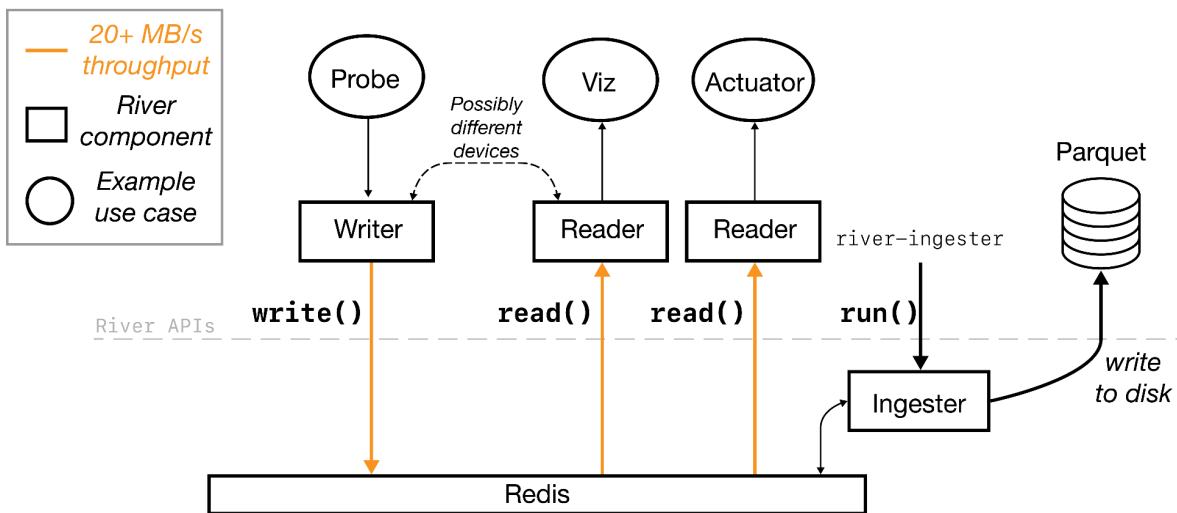 20+ MB/s
throughput
River
component
Example
use case
Probe
Viz
Actuator
Possibly
different
devices
Parquet
Writer
Reader
Reader
river-ingester
write()
read()
read()
run()
River APIs
write
to disk
Ingester
Redis